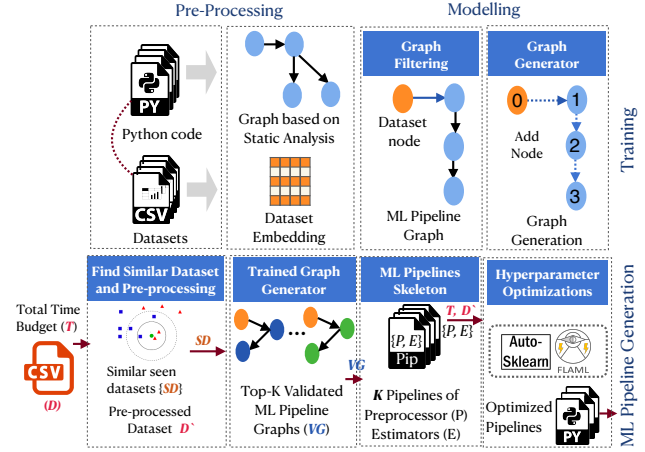 Pre-Processing
Modelling
PY
Python code
CSV
Datasets
Graph based on
Static Analysis
Dataset
Embedding
Graph
Filtering
Dataset
node
ML Pipeline
Graph
Graph
Generator
0
1
Add
Node
2
3
Graph
Generation
Training
Total Time
Budget (T)
CSV
(D)
Find Similar Dataset
and Pre-processing
Similar seen
datasets {SD}
Pre-processed
Dataset D`
SD
Trained Graph
Generator
...
Top-K Validated
ML Pipeline
Graphs (VG)
VG
ML Pipelines
Skeleton
{P, E}
Pip
T, D`
{P, E}
K Pipelines of
Preprocessor (P)
Estimators (E)
Hyperparameter
Optimizations
Auto-
Sklearn
FLAML
Optimized
Pipelines
PY
ML Pipeline Generation